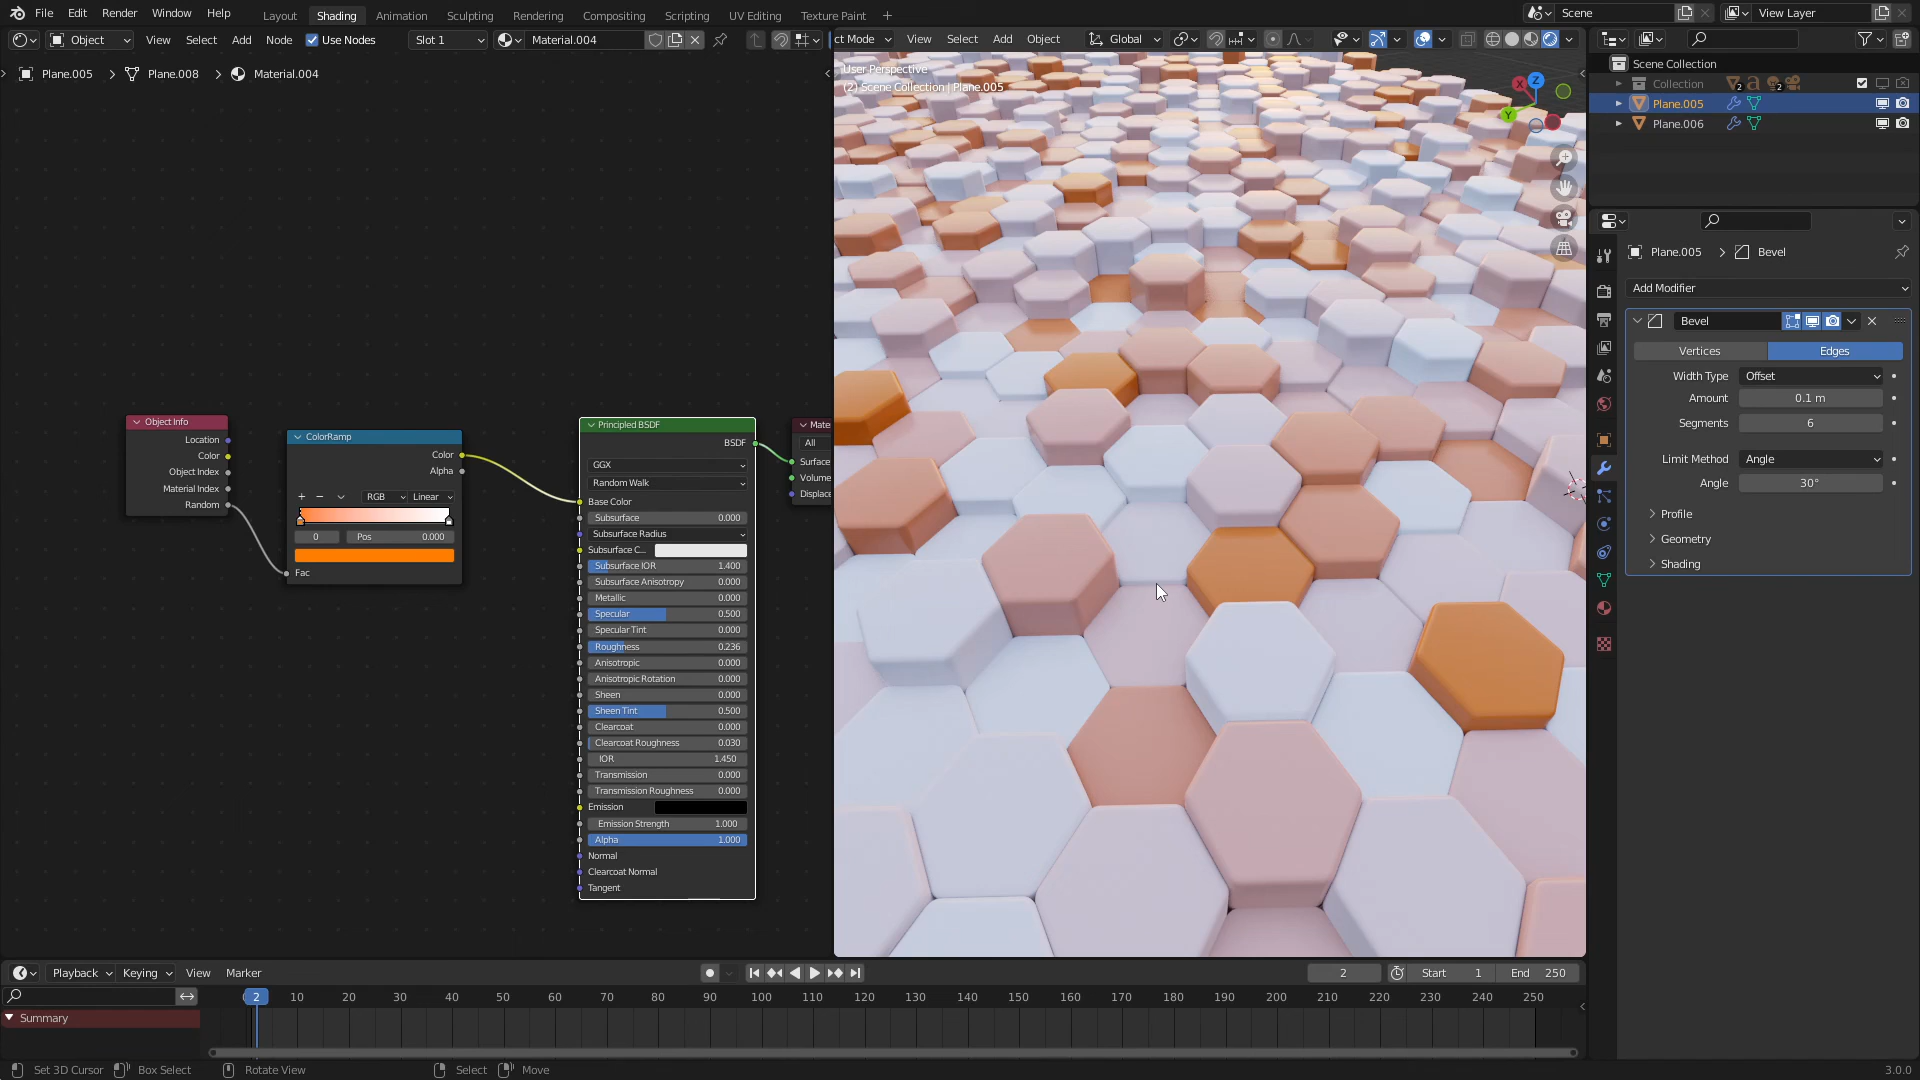 File Edit Render Window Help Layout Shading Animation Sculpting Rendering Compositing Scripting UV Editing Texture Paint + Scene View Layer
Object View Select Add Node Use Nodes Slot 1 Material.004 ct Mode View Select Add Object Global
Plane.005 > Plane.008 > Material.004
User Perspective
(2) Scene Collection | Plane.005
X Z Y
Scene Collection
Collection 2 2
Plane.005
Plane.006
Plane.005 > Bevel
Add Modifier
Bevel
Vertices Edges
Width Type Offset
Amount 0.1 m
Segments 6
Limit Method Angle
Angle 30°
Profile
Geometry
Shading
Object Info
Location
Color
Object Index
Material Index
Random
ColorRamp
Color
Alpha
+ − RGB Linear
0 Pos 0.000
Fac
Principled BSDF
BSDF
GGX
Random Walk
Base Color
Subsurface 0.000
Subsurface Radius
Subsurface C...
Subsurface IOR 1.400
Subsurface Anisotropy 0.000
Metallic 0.000
Specular 0.500
Specular Tint 0.000
Roughness 0.236
Anisotropic 0.000
Anisotropic Rotation 0.000
Sheen 0.000
Sheen Tint 0.500
Clearcoat 0.000
Clearcoat Roughness 0.030
IOR 1.450
Transmission 0.000
Transmission Roughness 0.000
Emission
Emission Strength 1.000
Alpha 1.000
Normal
Clearcoat Normal
Tangent
Mate
All
Surface
Volume
Displace
Playback Keying View Marker 2 Start 1 End 250
2 10 20 30 40 50 60 70 80 90 100 110 120 130 140 150 160 170 180 190 200 210 220 230 240 250
Summary
Set 3D Cursor Box Select Rotate View Select Move 3.0.0